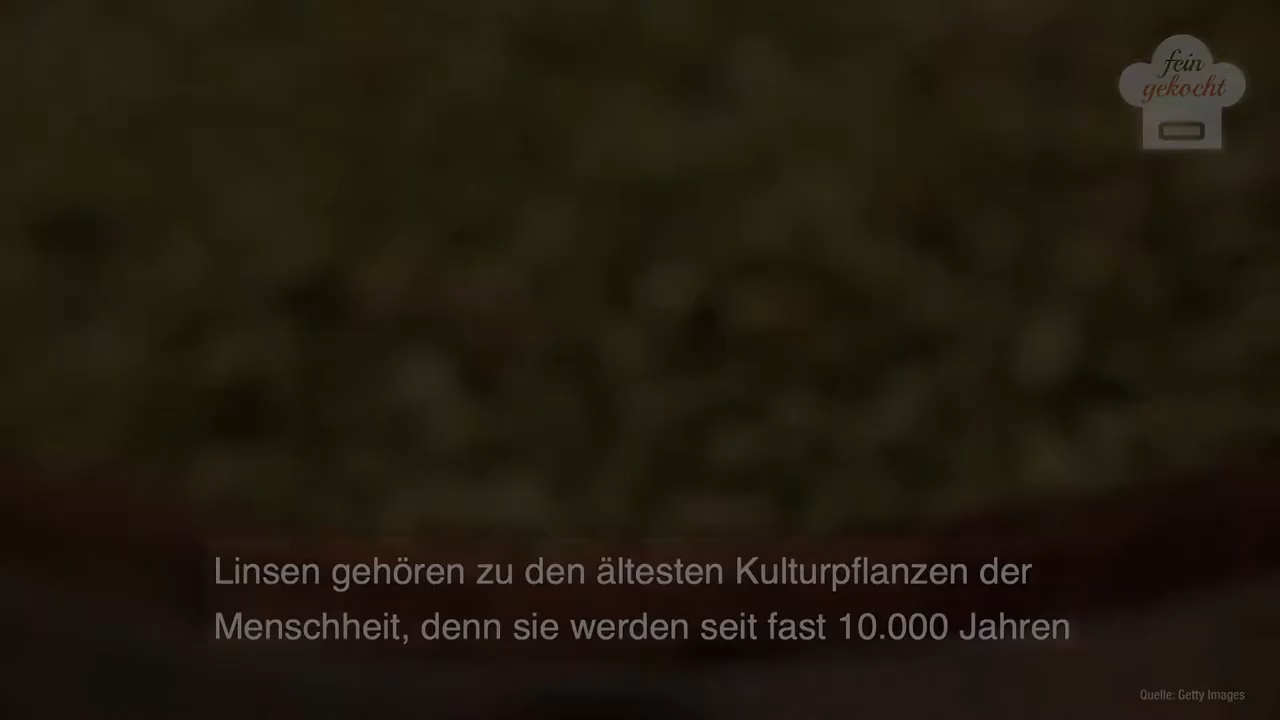 fein
gekocht
Linsen gehören zu den ältesten Kulturpflanzen der
Menschheit, denn sie werden seit fast 10.000 Jahren
Quelle: Getty Images